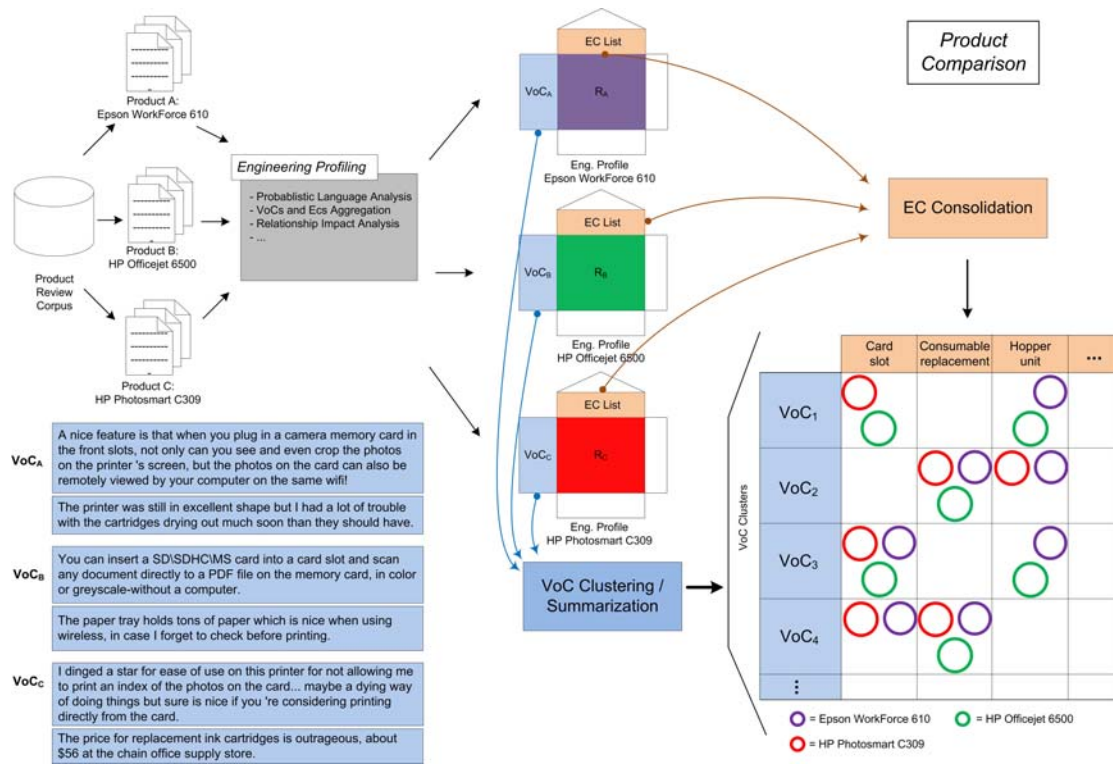 Product A:
Epson WorkForce 610
Product B:
HP Officejet 6500
Product
Review
Corpus
Product C:
HP Photosmart C309
Engineering Profiling
- Probablistic Language Analysis
- VoCs and Ecs Aggregation
- Relationship Impact Analysis
- ...
EC List
VoCA
RA
Eng. Profile
Epson WorkForce 610
EC List
VoCB
RB
Eng. Profile
HP Officejet 6500
EC List
VoCC
RC
Eng. Profile
HP Photosmart C309
Product
Comparison
EC Consolidation
VoC Clustering /
Summarization
VoCA
A nice feature is that when you plug in a camera memory card in
the front slots, not only can you see and even crop the photos
on the printer 's screen, but the photos on the card can also be
remotely viewed by your computer on the same wifi!
The printer was still in excellent shape but I had a lot of trouble
with the cartridges drying out much soon than they should have.
VoCB
You can insert a SD\SDHC\MS card into a card slot and scan
any document directly to a PDF file on the memory card, in color
or greyscale-without a computer.
The paper tray holds tons of paper which is nice when using
wireless, in case I forget to check before printing.
VoCC
I dinged a star for ease of use on this printer for not allowing me
to print an index of the photos on the card... maybe a dying way
of doing things but sure is nice if you 're considering printing
directly from the card.
The price for replacement ink cartridges is outrageous, about
$56 at the chain office supply store.
VoC Clusters
Card
slot
Consumable
replacement
Hopper
unit
...
VoC1
VoC2
VoC3
VoC4
...
= Epson WorkForce 610
= HP Officejet 6500
= HP Photosmart C309